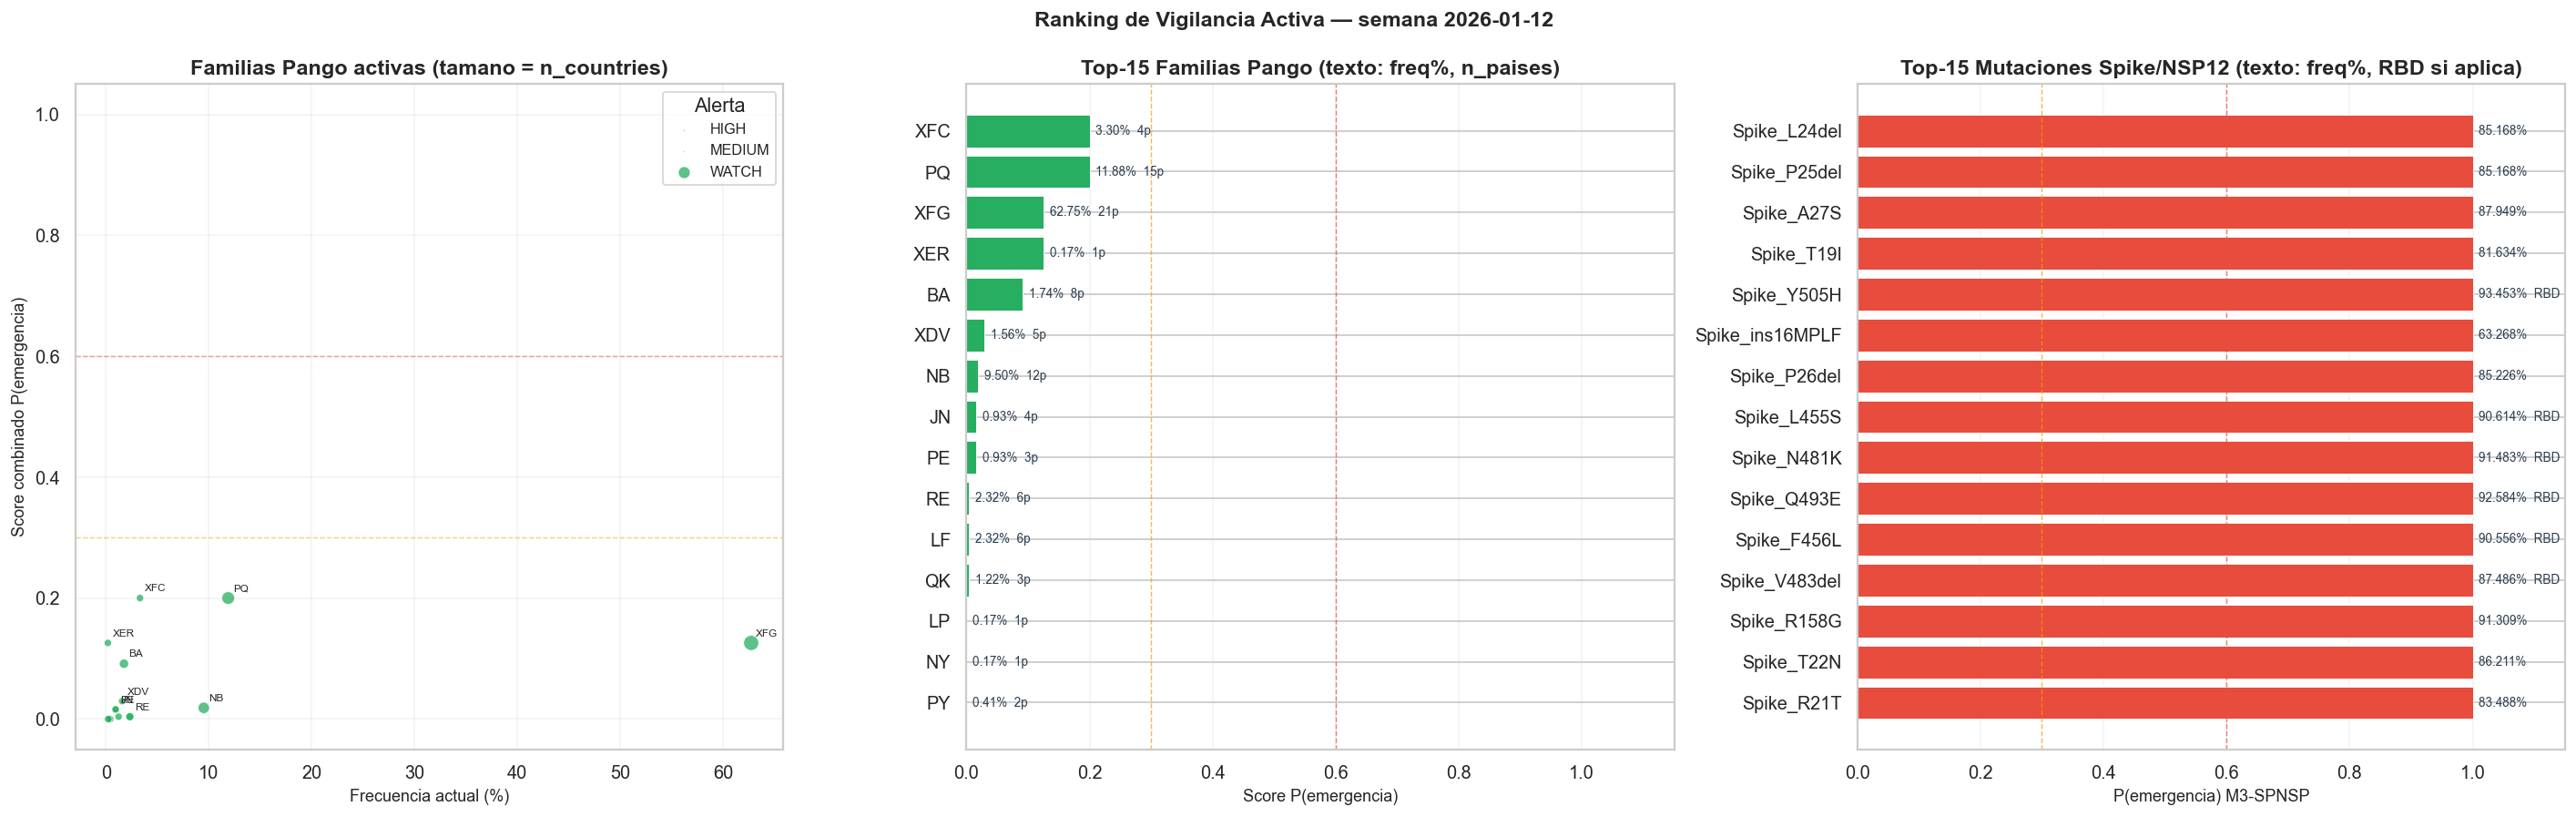 Ranking de Vigilancia Activa — semana 2026-01-12
Familias Pango activas (tamano = n_countries)
Score combinado P(emergencia)
1.0
0.8
0.6
0.4
0.2
0.0
Alerta
HIGH
MEDIUM
WATCH
XFC
PQ
XER
XFG
BA
XDV
NB
RE
0
10
20
30
40
50
60
Frecuencia actual (%)
Top-15 Familias Pango (texto: freq%, n_paises)
XFC 3.30% 4p
PQ 11.88% 15p
XFG 62.75% 21p
XER 0.17% 1p
BA 1.74% 8p
XDV 1.56% 5p
NB 9.50% 12p
JN 0.93% 4p
PE 0.93% 3p
RE 2.32% 6p
LF 2.32% 6p
QK 1.22% 3p
LP 0.17% 1p
NY 0.17% 1p
PY 0.41% 2p
0.0
0.2
0.4
0.6
0.8
1.0
Score P(emergencia)
Top-15 Mutaciones Spike/NSP12 (texto: freq%, RBD si aplica)
Spike_L24del 85.168%
Spike_P25del 85.168%
Spike_A27S 87.949%
Spike_T19I 81.634%
Spike_Y505H 93.453% RBD
Spike_ins16MPLF 63.268%
Spike_P26del 85.226%
Spike_L455S 90.614% RBD
Spike_N481K 91.483% RBD
Spike_Q493E 92.584% RBD
Spike_F456L 90.556% RBD
Spike_V483del 87.486% RBD
Spike_R158G 91.309%
Spike_T22N 86.211%
Spike_R21T 83.488%
0.0
0.2
0.4
0.6
0.8
1.0
P(emergencia) M3-SPNSP